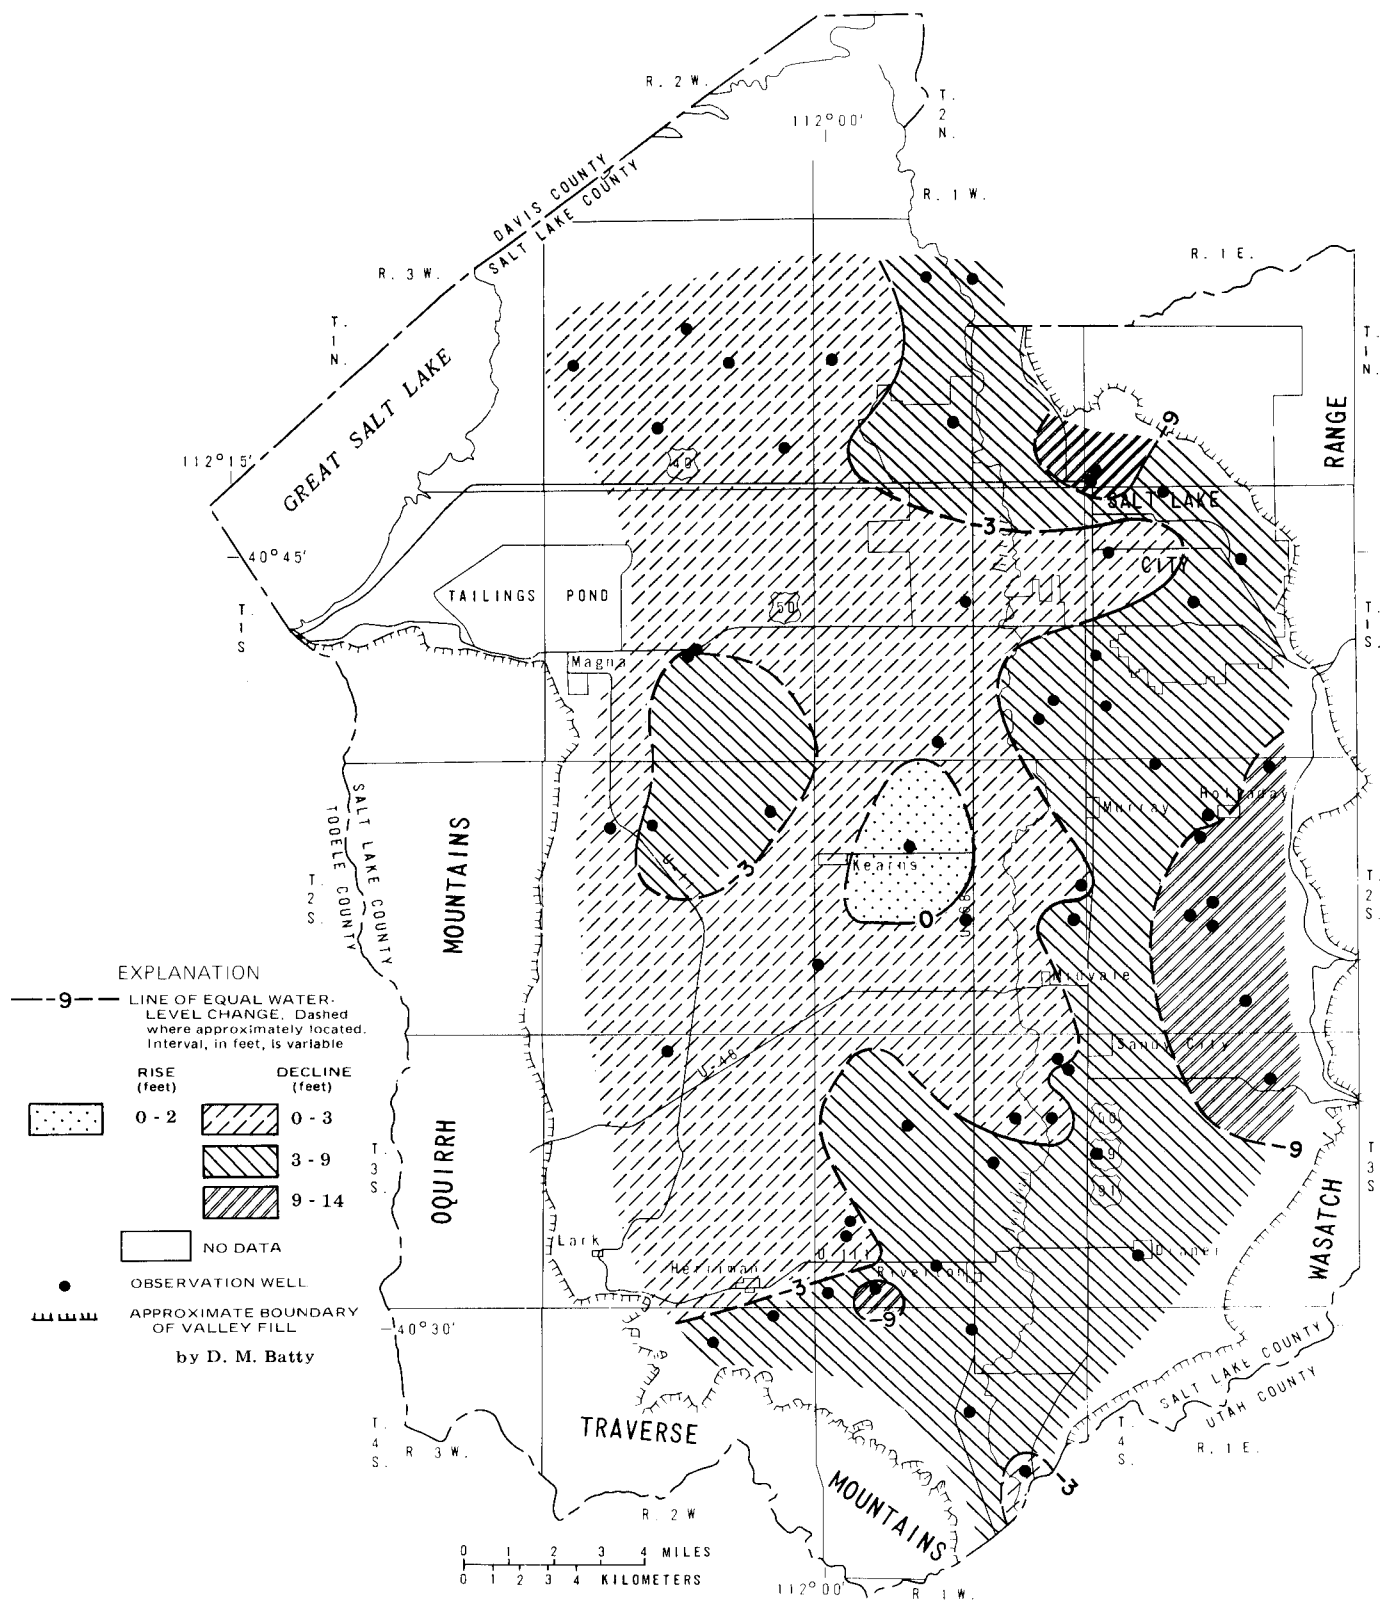 R. 2 W.
T. 2 N.
112°00'
DAVIS COUNTY
SALT LAKE COUNTY
R. 1 W.
R. 3 W.
R. 1 E.
T. 1 N.
T. 1 N.
GREAT SALT LAKE
RANGE
-9
112°15'
40
SALT LAKE
-3
40°45'
CITY
TAILINGS POND
50
T. 1 S
T. 1 S.
Magna
SALT LAKE COUNTY
TOOELE COUNTY
Holladay
Murray
MOUNTAINS
3
Kearns
T. 2 S.
T. 2 S.
0
Midvale
EXPLANATION
-9 LINE OF EQUAL WATER-
LEVEL CHANGE. Dashed
where approximately located.
Interval, in feet, is variable
RISE
(feet)
DECLINE
(feet)
0-2
0-3
3-9
9-14
NO DATA
OBSERVATION WELL
APPROXIMATE BOUNDARY
OF VALLEY FILL
by D. M. Batty
U-48
Sandy City
-9
91
T. 3 S.
T 3 S
OQUIRRH
WASATCH
Lark
U 111
Draper
Herriman
Riverton
3
-9
40°30'
SALT LAKE COUNTY
UTAH COUNTY
T. 4 S.
R 3 W.
TRAVERSE
T. 4 S.
R. 1 E.
-3
MOUNTAINS
R. 2 W
0 1 2 3 4 MILES
0 1 2 3 4 KILOMETERS
112°00'
R 1 W.